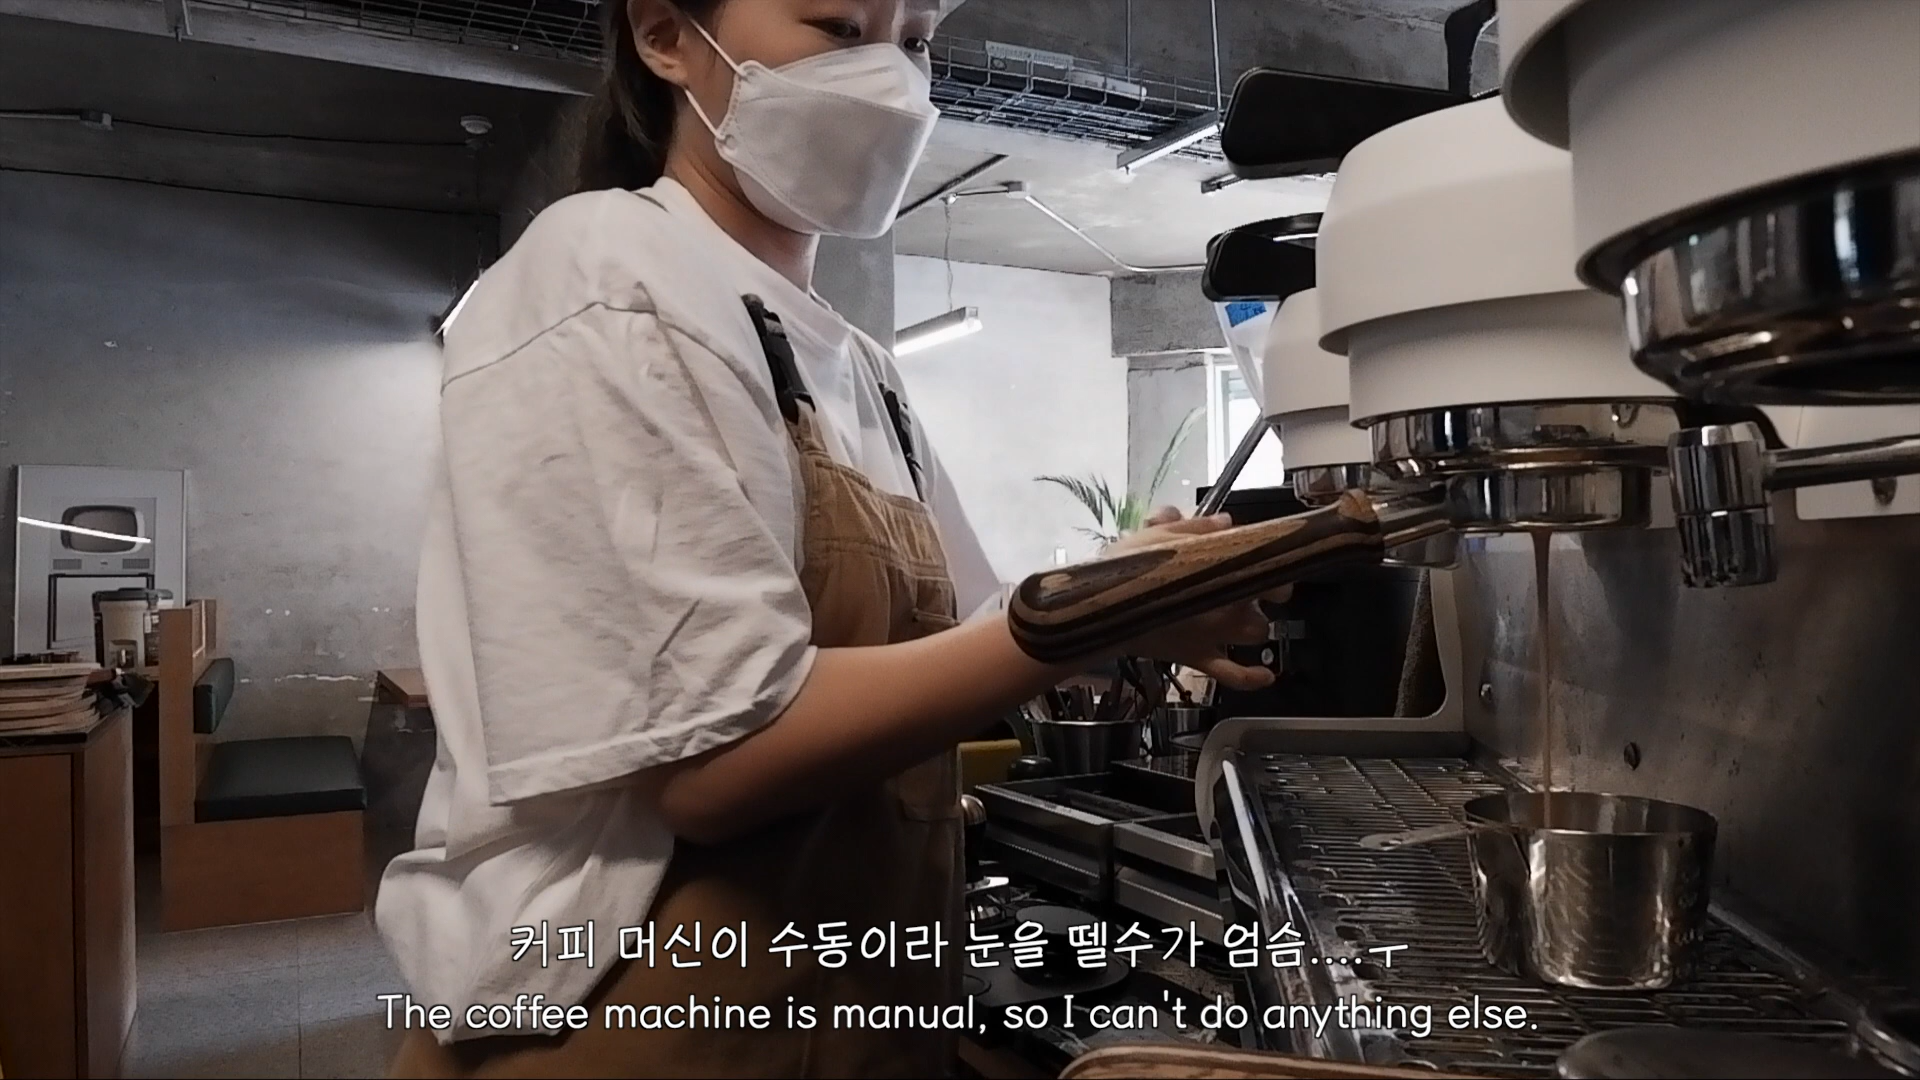 커피 머신이 수동이라 눈을 뗄수가 엄슴....ㅜ
The coffee machine is manual, so I can't do anything else.